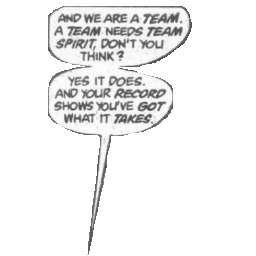 AND WE ARE A TEAM.
A TEAM NEEDS TEAM
SPIRIT, DON'T YOU
THINK?
YES IT DOES.
AND YOUR RECORD
SHOWS YOU'VE GOT
WHAT IT TAKES.